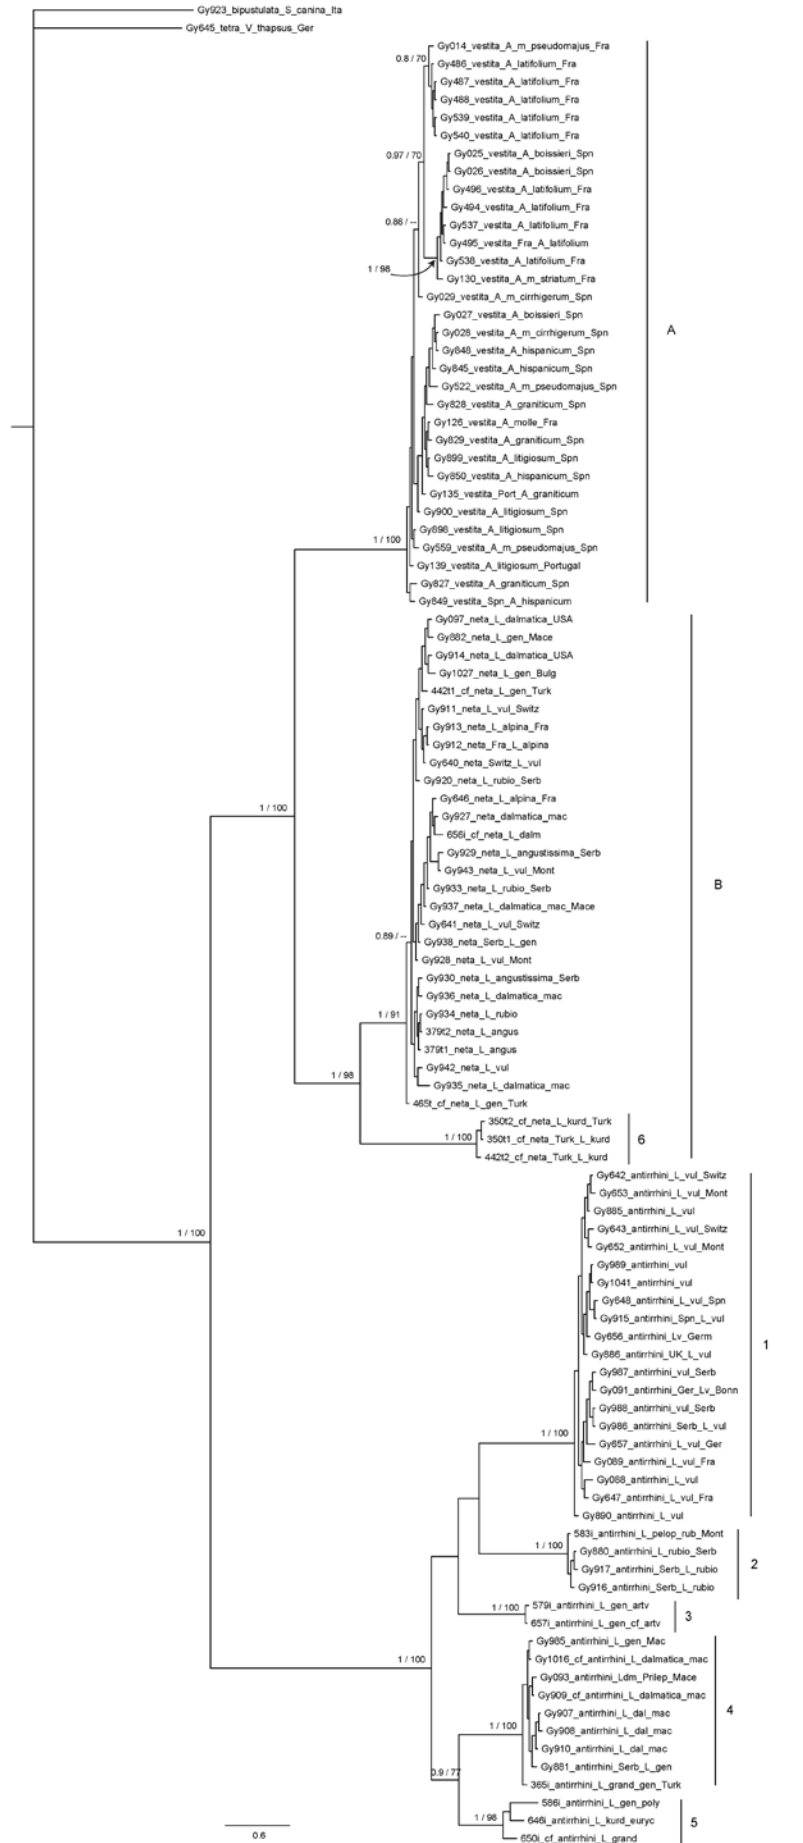 Gy923_bipustulata_S_canina_Ita
Gy645_tetra_V_thapsus_Ger
Gy014_vestita_A_m_pseudomajus_Fra
0.8 / 70
Gy486_vestita_A_latifolium_Fra
Gy487_vestita_A_latifolium_Fra
Gy488_vestita_A_latifolium_Fra
Gy539_vestita_A_latifolium_Fra
Gy540_vestita_A_latifolium_Fra
0.97 / 70
Gy025_vestita_A_boissieri_Spn
Gy026_vestita_A_boissieri_Spn
Gy496_vestita_A_latifolium_Fra
Gy494_vestita_A_latifolium_Fra
0.86 / --
Gy537_vestita_A_latifolium_Fra
Gy495_vestita_Fra_A_latifolium
Gy538_vestita_A_latifolium_Fra
1 / 98
Gy130_vestita_A_m_striatum_Fra
Gy029_vestita_A_m_cirrhigerum_Spn
Gy027_vestita_A_boissieri_Spn
Gy028_vestita_A_m_cirrhigerum_Spn
A
Gy848_vestita_A_hispanicum_Spn
Gy845_vestita_A_hispanicum_Spn
Gy522_vestita_A_m_pseudomajus_Spn
Gy828_vestita_A_graniticum_Spn
Gy126_vestita_A_molle_Fra
Gy829_vestita_A_graniticum_Spn
Gy899_vestita_A_litigiosum_Spn
Gy850_vestita_A_hispanicum_Spn
Gy135_vestita_Port_A_graniticum
Gy900_vestita_A_litigiosum_Spn
Gy898_vestita_A_litigiosum_Spn
1 / 100
Gy559_vestita_A_m_pseudomajus_Spn
Gy139_vestita_A_litigiosum_Portugal
Gy827_vestita_A_graniticum_Spn
Gy849_vestita_Spn_A_hispanicum
Gy097_neta_L_dalmatica_USA
Gy882_neta_L_gen_Mace
Gy914_neta_L_dalmatica_USA
Gy1027_neta_L_gen_Bulg
442t1_cf_neta_L_gen_Turk
Gy911_neta_L_vul_Switz
Gy913_neta_L_alpina_Fra
Gy912_neta_Fra_L_alpina
Gy640_neta_Switz_L_vul
Gy920_neta_L_rubio_Serb
Gy646_neta_L_alpina_Fra
1 / 100
Gy927_neta_dalmatica_mac
656i_cf_neta_L_dalm
Gy929_neta_L_angustissima_Serb
Gy943_neta_L_vul_Mont
B
Gy933_neta_L_rubio_Serb
Gy937_neta_L_dalmatica_mac_Mace
Gy641_neta_L_vul_Switz
0.89 / --
Gy938_neta_Serb_L_gen
Gy928_neta_L_vul_Mont
Gy930_neta_L_angustissima_Serb
Gy936_neta_L_dalmatica_mac
1 / 91
Gy934_neta_L_rubio
379t2_neta_L_angus
379t1_neta_L_angus
Gy942_neta_L_vul
1 / 98
Gy935_neta_L_dalmatica_mac
465t_cf_neta_L_gen_Turk
350t2_cf_neta_L_kurd_Turk
1 / 100
350t1_cf_neta_Turk_L_kurd
6
442t2_cf_neta_Turk_L_kurd
Gy642_antirrhini_L_vul_Switz
Gy653_antirrhini_L_vul_Mont
Gy885_antirrhini_L_vul
1 / 100
Gy643_antirrhini_L_vul_Switz
Gy652_antirrhini_L_vul_Mont
Gy989_antirrhini_vul
Gy1041_antirrhini_vul
Gy648_antirrhini_L_vul_Spn
Gy915_antirrhini_Spn_L_vul
Gy656_antirrhini_Lv_Germ
1
Gy886_antirrhini_UK_L_vul
Gy987_antirrhini_vul_Serb
Gy091_antirrhini_Ger_Lv_Bonn
Gy988_antirrhini_vul_Serb
Gy986_antirrhini_Serb_L_vul
1 / 100
Gy657_antirrhini_L_vul_Ger
Gy089_antirrhini_L_vul_Fra
Gy088_antirrhini_L_vul
Gy647_antirrhini_L_vul_Fra
Gy890_antirrhini_L_vul
583i_antirrhini_L_pelop_rub_Mont
1 / 100
Gy880_antirrhini_L_rubio_Serb
2
Gy917_antirrhini_Serb_L_rubio
Gy916_antirrhini_Serb_L_rubio
1 / 100
579i_antirrhini_L_gen_artv
3
657i_antirrhini_L_gen_cf_artv
Gy985_antirrhini_L_gen_Mac
1 / 100
Gy1016_cf_antirrhini_L_dalmatica_mac
Gy093_antirrhini_Ldm_Prilep_Mace
Gy909_cf_antirrhini_L_dalmatica_mac
4
Gy907_antirrhini_L_dal_mac
1 / 100
Gy908_antirrhini_L_dal_mac
Gy910_antirrhini_L_dal_mac
Gy881_antirrhini_Serb_L_gen
0.9 / 77
365i_antirrhini_L_grand_gen_Turk
586i_antirrhini_L_gen_poly
1 / 98
646i_antirrhini_L_kurd_euryc
5
650i_cf_antirrhini_L_grand
0.6